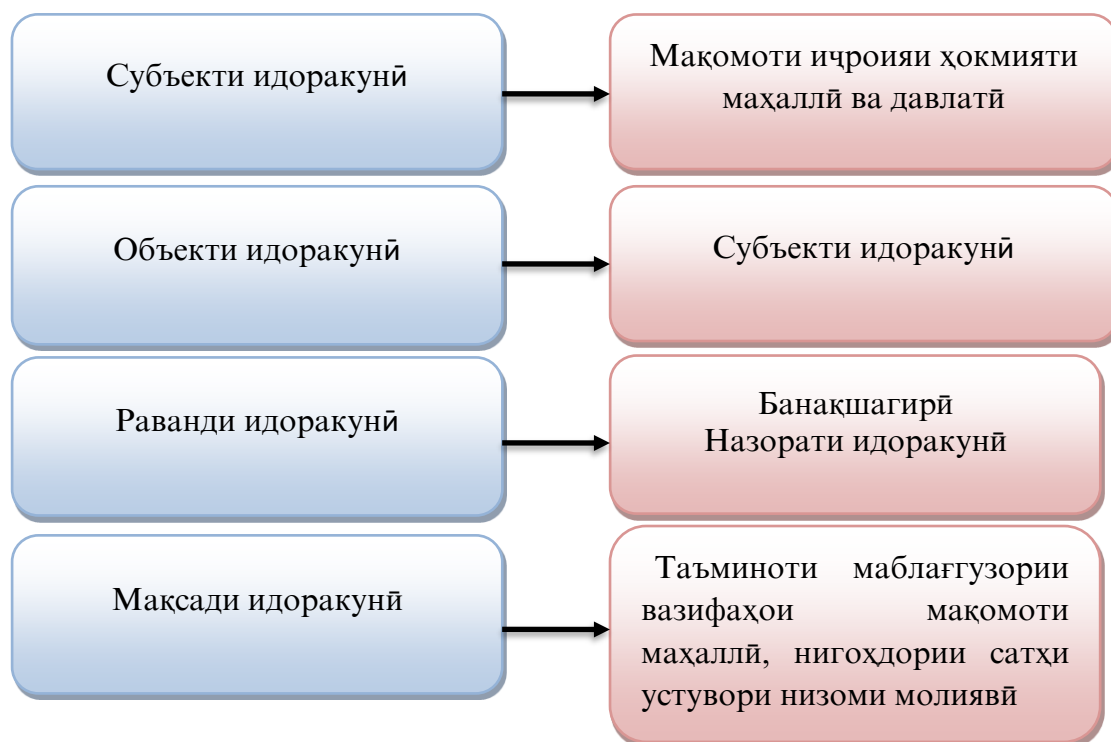 Субъекти идоракунӣ
Мақомоти иҷроияи ҳокмияти
маҳаллӣ ва давлатӣ
Объекти идоракунӣ
Субъекти идоракунӣ
Раванди идоракунӣ
Банақшагирӣ
Назорати идоракунӣ
Мақсади идоракунӣ
Таъминоти маблағгузории
вазифаҳои мақомоти
маҳаллӣ, нигоҳдории сатҳи
устувори низоми молиявӣ